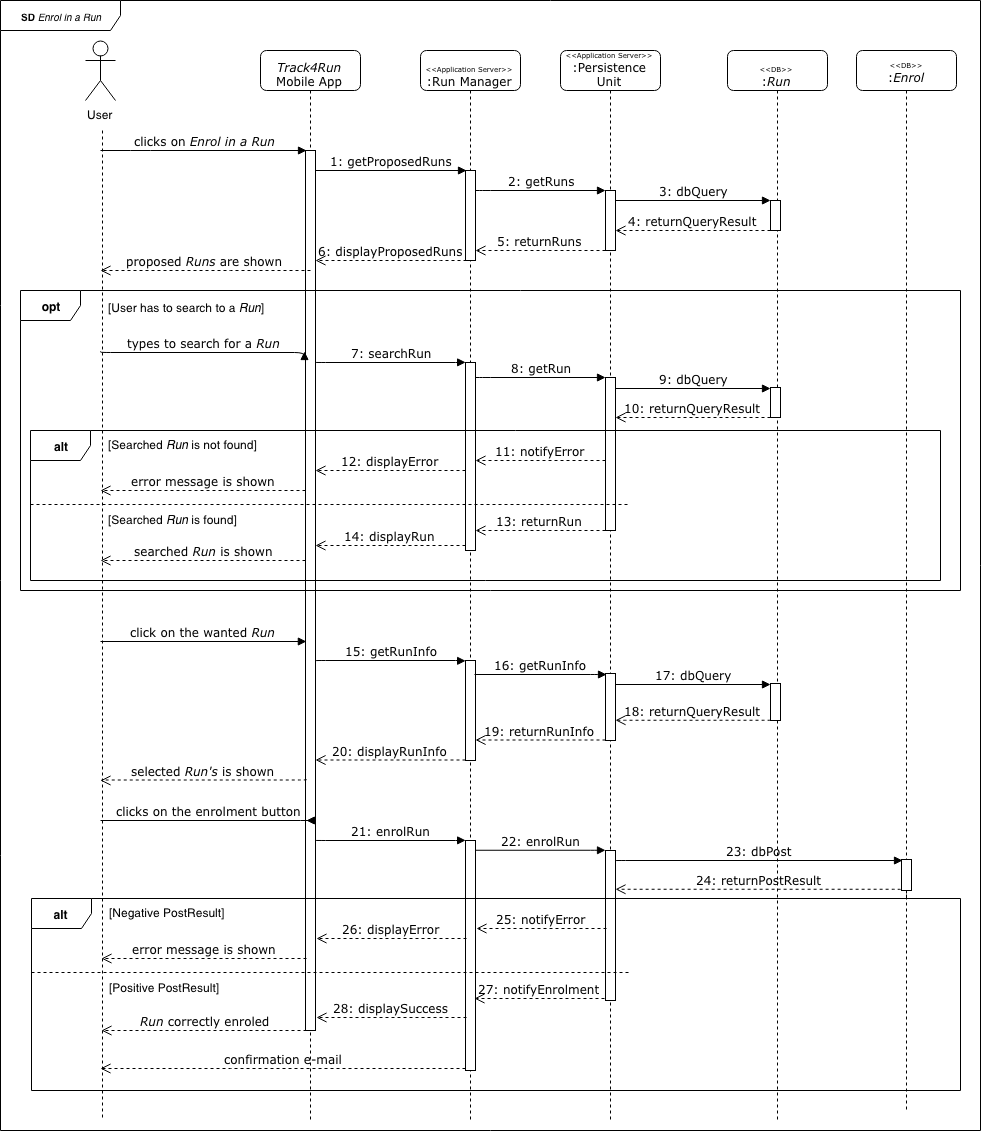 SD Enrol in a Run
User
Track4Run
Mobile App
<<Application Server>>
:Run Manager
<<Application Server>>
:Persistence
Unit
<<DB>>
:Run
<<DB>>
:Enrol
clicks on Enrol in a Run
1: getProposedRuns
2: getRuns
3: dbQuery
4: returnQueryResult
5: returnRuns
6: displayProposedRuns
proposed Runs are shown
opt
[User has to search to a Run]
types to search for a Run
7: searchRun
8: getRun
9: dbQuery
10: returnQueryResult
alt
[Searched Run is not found]
11: notifyError
12: displayError
error message is shown
[Searched Run is found]
13: returnRun
14: displayRun
searched Run is shown
click on the wanted Run
15: getRunInfo
16: getRunInfo
17: dbQuery
18: returnQueryResult
19: returnRunInfo
20: displayRunInfo
selected Run's is shown
clicks on the enrolment button
21: enrolRun
22: enrolRun
23: dbPost
24: returnPostResult
alt
[Negative PostResult]
25: notifyError
26: displayError
error message is shown
[Positive PostResult]
27: notifyEnrolment
28: displaySuccess
Run correctly enroled
confirmation e-mail